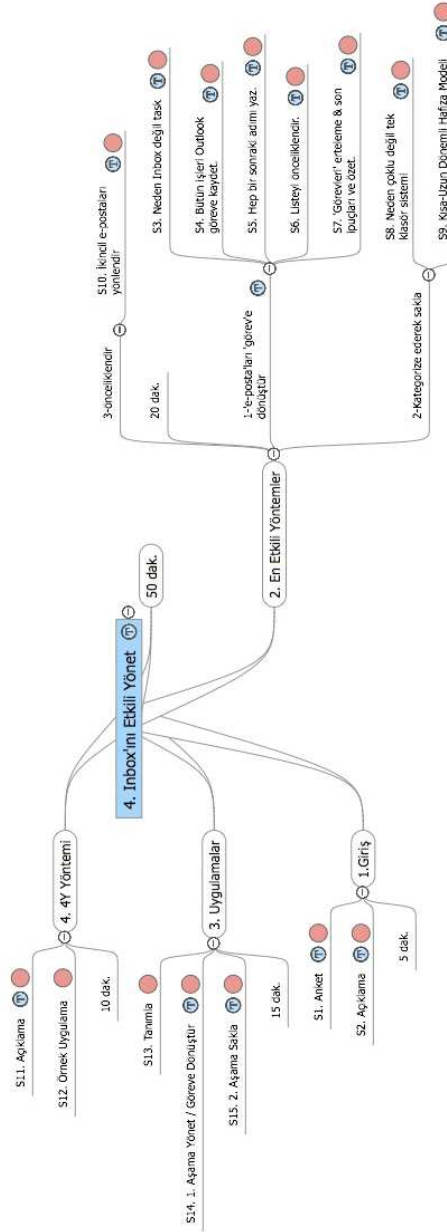 4. Inbox'ını Etkili Yönet
50 dak.
1.Giriş
S1. Anket
S2. Açıklama
5 dak.
2. En Etkili Yöntemler
3-önceliklendir
S10. İkincil e-postaları
yönlendir
20 dak.
1-'e-posta'ları 'görev'e
dönüştür
S3. Neden Inbox değil task
S4. Bütün işleri Outlook
göreve kaydet.
S5. Hep bir sonraki adımı yaz.
S6. Listeyi önceliklendir.
S7. 'Görevleri' erteleme & son
ipuçları ve özet.
2-Kategorize ederek sakla
S8. Neden çoklu değil tek
klasör sistemi
S9. Kısa-Uzun Dönemli Hafıza Modeli
3. Uygulamalar
S13. Tanımla
S14. 1. Aşama Yönet / Göreve Dönüştür
S15. 2. Aşama Sakla
15 dak.
4. 4Y Yöntemi
S11. Açıklama
S12. Örnek Uygulama
10 dak.